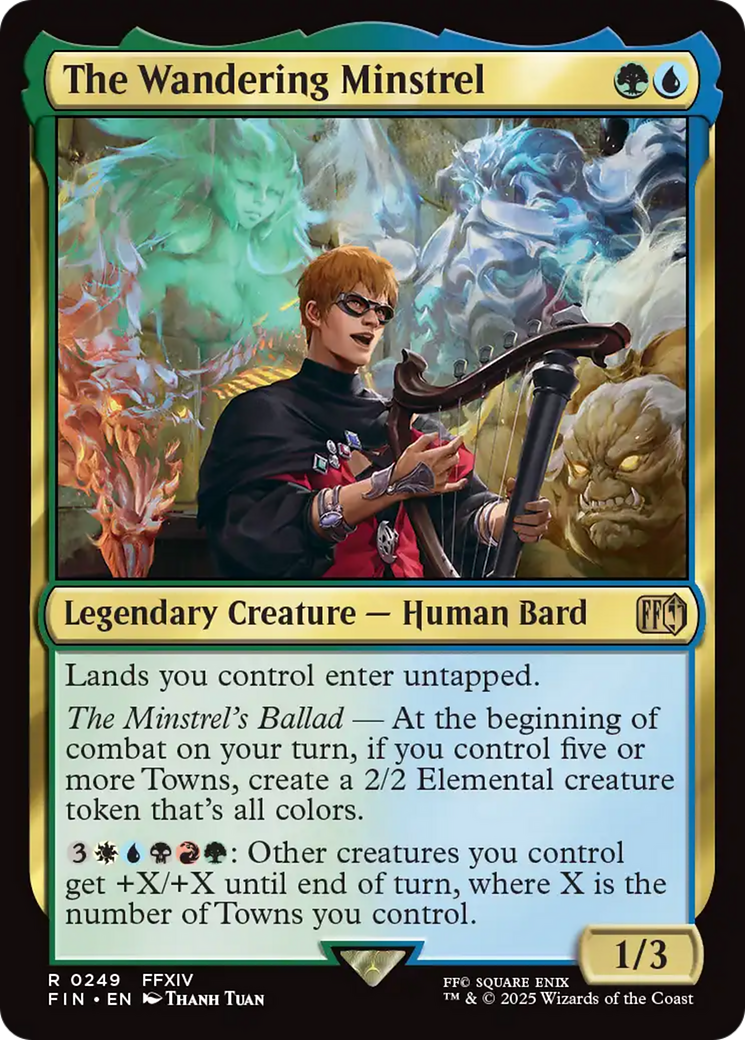 The Wandering Minstrel
Legendary Creature — Human Bard
FF
Lands you control enter untapped.
The Minstrel's Ballad — At the beginning of
combat on your turn, if you control five or
more Towns, create a 2/2 Elemental creature
token that's all colors.
3: Other creatures you control
get +X/+X until end of turn, where X is the
number of Towns you control.
1/3
R 0249 FFXIV
FIN • EN Thanh Tuan
FF© SQUARE ENIX
™ & © 2025 Wizards of the Coast